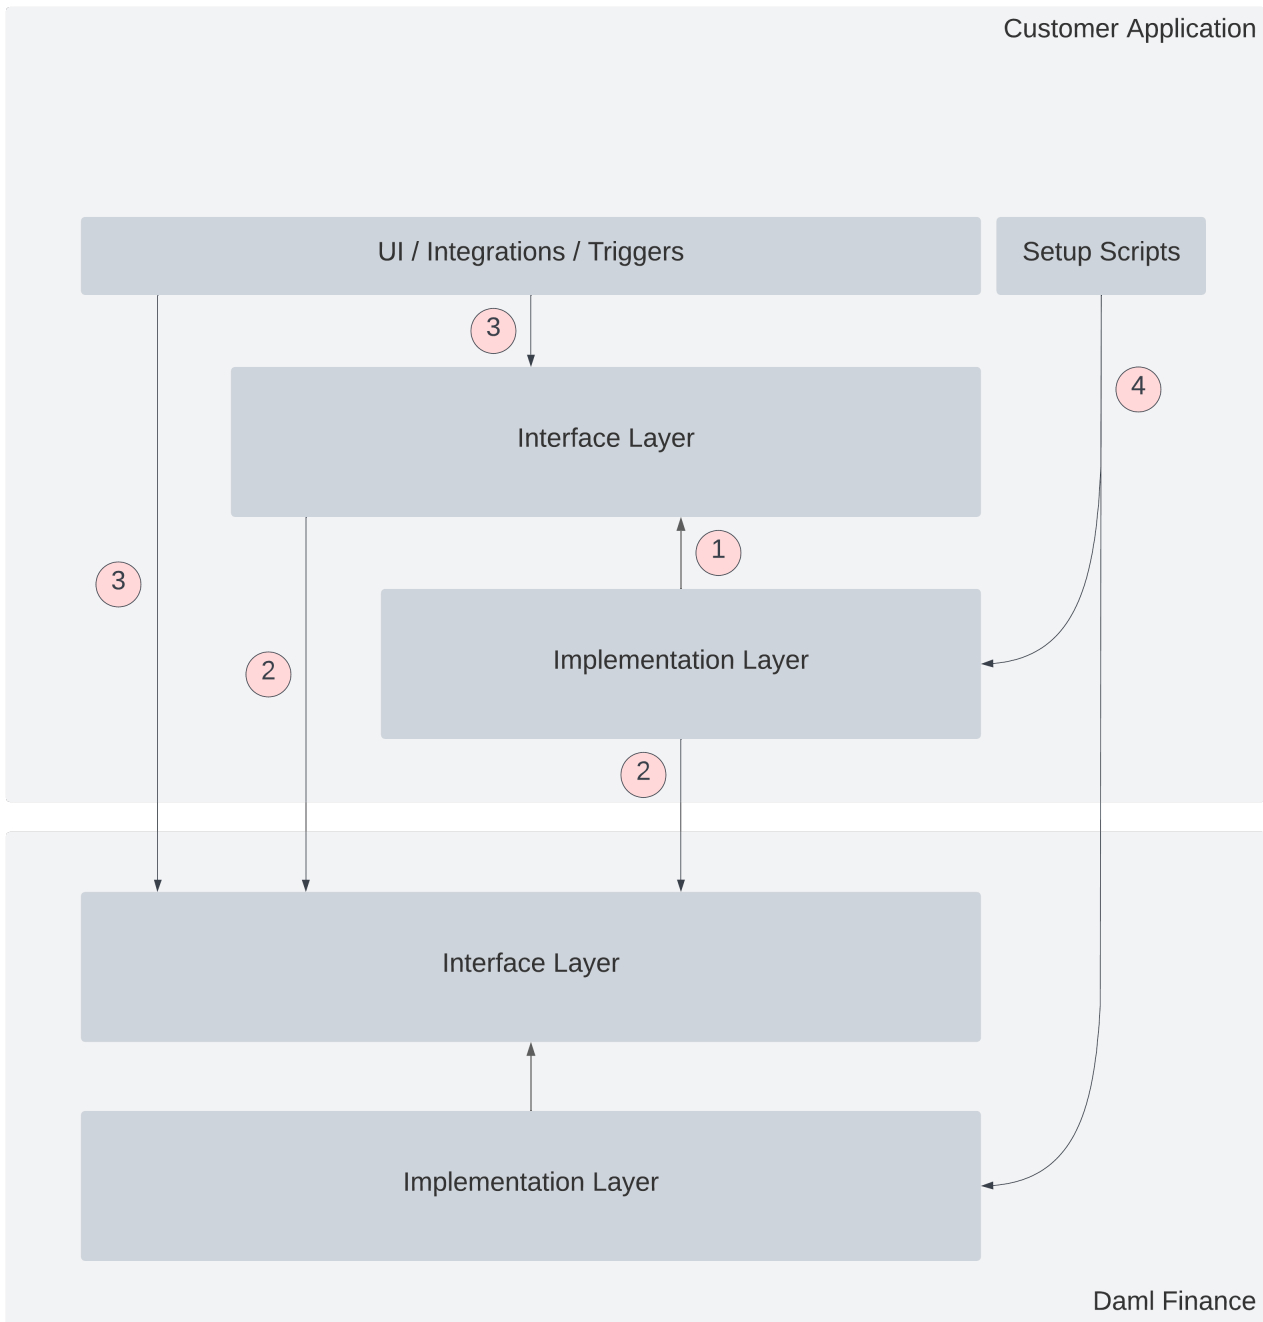 Customer Application
UI / Integrations / Triggers
Setup Scripts
3
4
Interface Layer
1
3
Implementation Layer
2
2
Interface Layer
Implementation Layer
Daml Finance